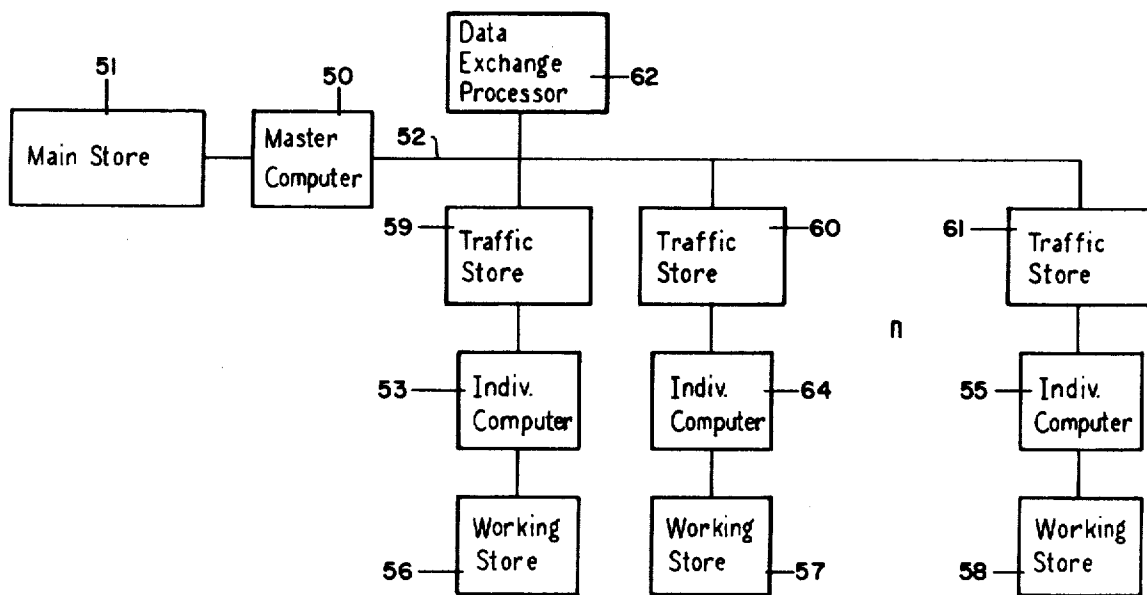 Data
Exchange
Processor
62
51
50
Main Store
Master
Computer
52
59
Traffic
Store
Traffic
Store
60
61
Traffic
Store
n
53
Indiv.
Computer
Indiv.
Computer
64
55
Indiv.
Computer
56
Working
Store
Working
Store
57
58
Working
Store